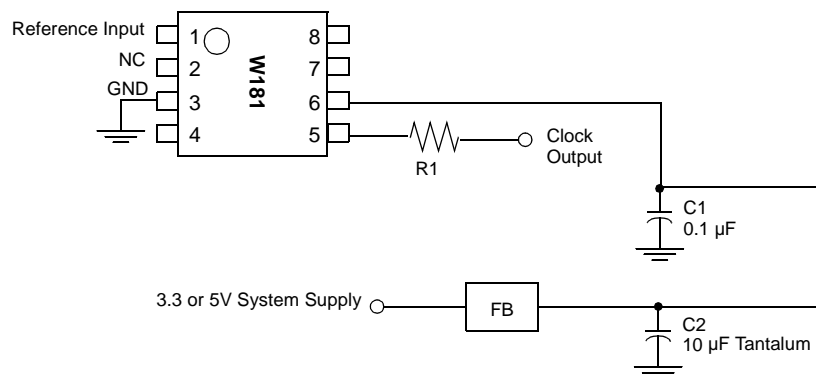 Reference Input
1
8
NC
2
7
GND
3
6
4
5
W181
R1
Clock
Output
C1
0.1 µF
3.3 or 5V System Supply
FB
C2
10 µF Tantalum